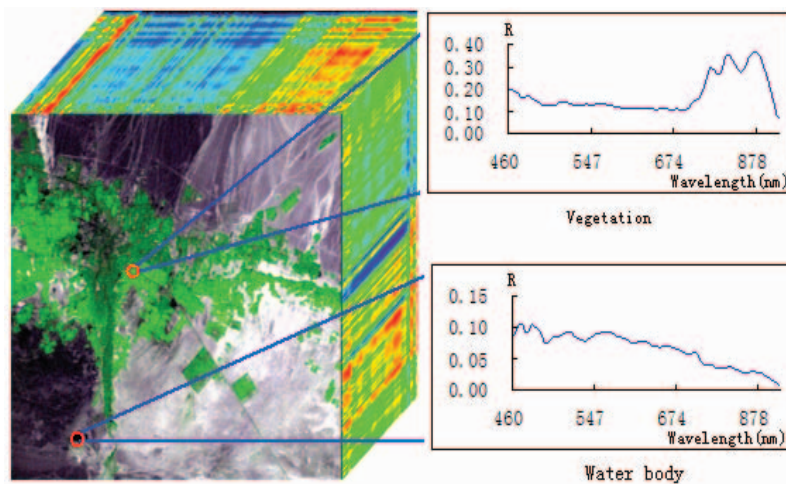 R
0.40
0.30
0.20
0.10
0.00
460 547 674 878
Wavelength(nm)
Vegetation
R
0.15
0.10
0.05
0.00
460 547 674 878
Wavelength(nm)
Water body